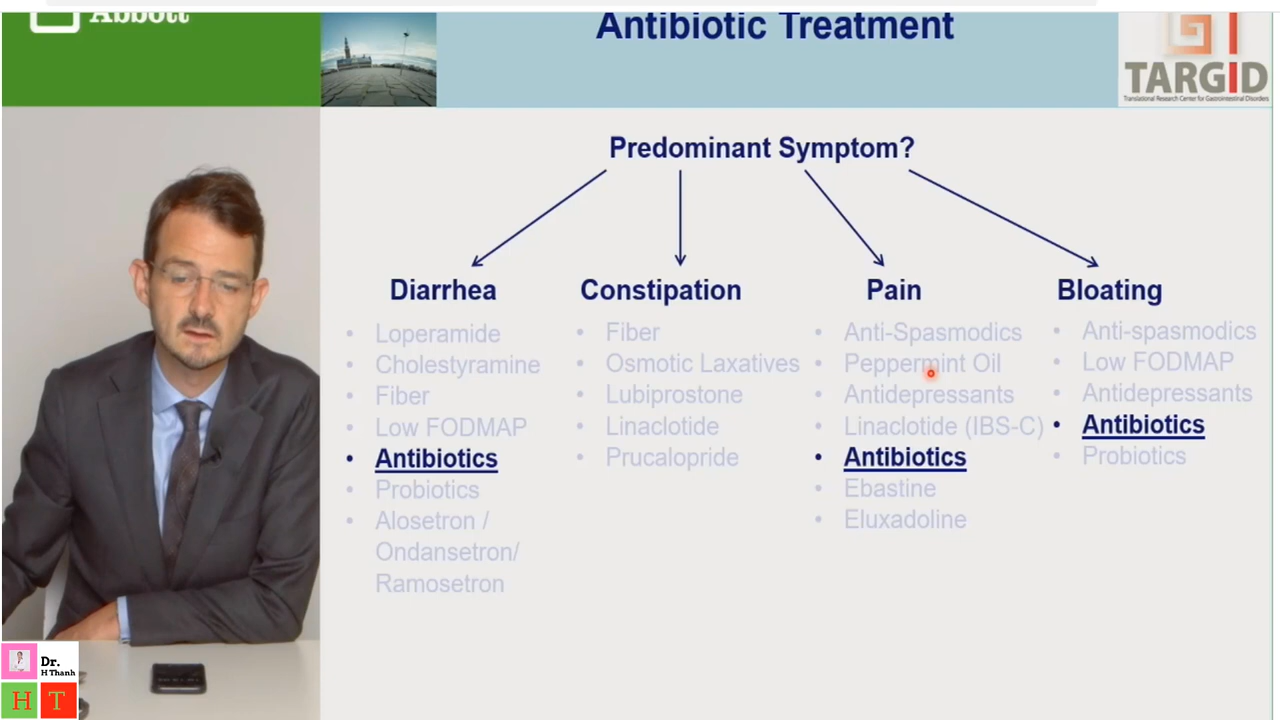 Abbott
Antibiotic Treatment
TARGID
Translational Research Center for Gastrointestinal Disorders
Predominant Symptom?
Diarrhea
• Loperamide
• Cholestyramine
• Fiber
• Low FODMAP
• Antibiotics
• Probiotics
• Alosetron /
Ondansetron/
Ramosetron
Constipation
• Fiber
• Osmotic Laxatives
• Lubiprostone
• Linaclotide
• Prucalopride
Pain
• Anti-Spasmodics
• Peppermint Oil
• Antidepressants
• Linaclotide (IBS-C)
• Antibiotics
• Ebastine
• Eluxadoline
Bloating
• Anti-spasmodics
• Low FODMAP
• Antidepressants
• Antibiotics
• Probiotics
Dr.
H Thanh
H T